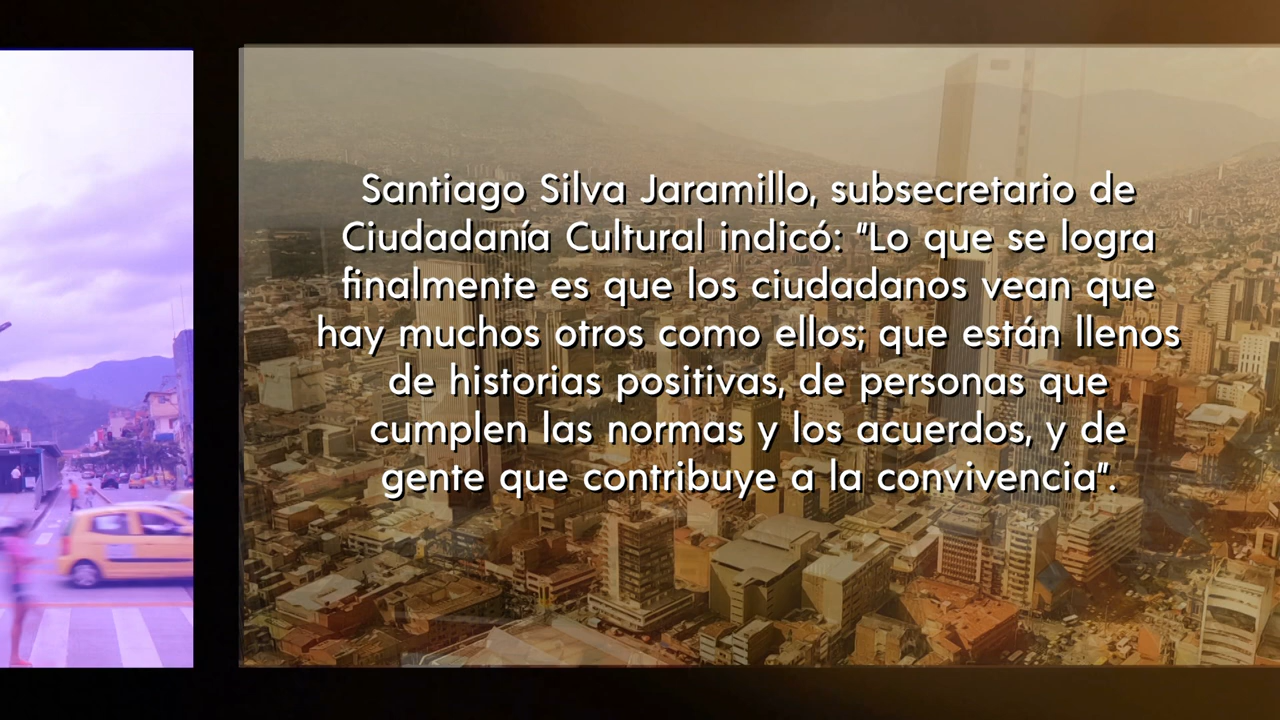 Santiago Silva Jaramillo, subsecretario de
Ciudadanía Cultural indicó: "Lo que se logra
finalmente es que los ciudadanos vean que
hay muchos otros como ellos; que están llenos
de historias positivas, de personas que
cumplen las normas y los acuerdos, y de
gente que contribuye a la convivencia".